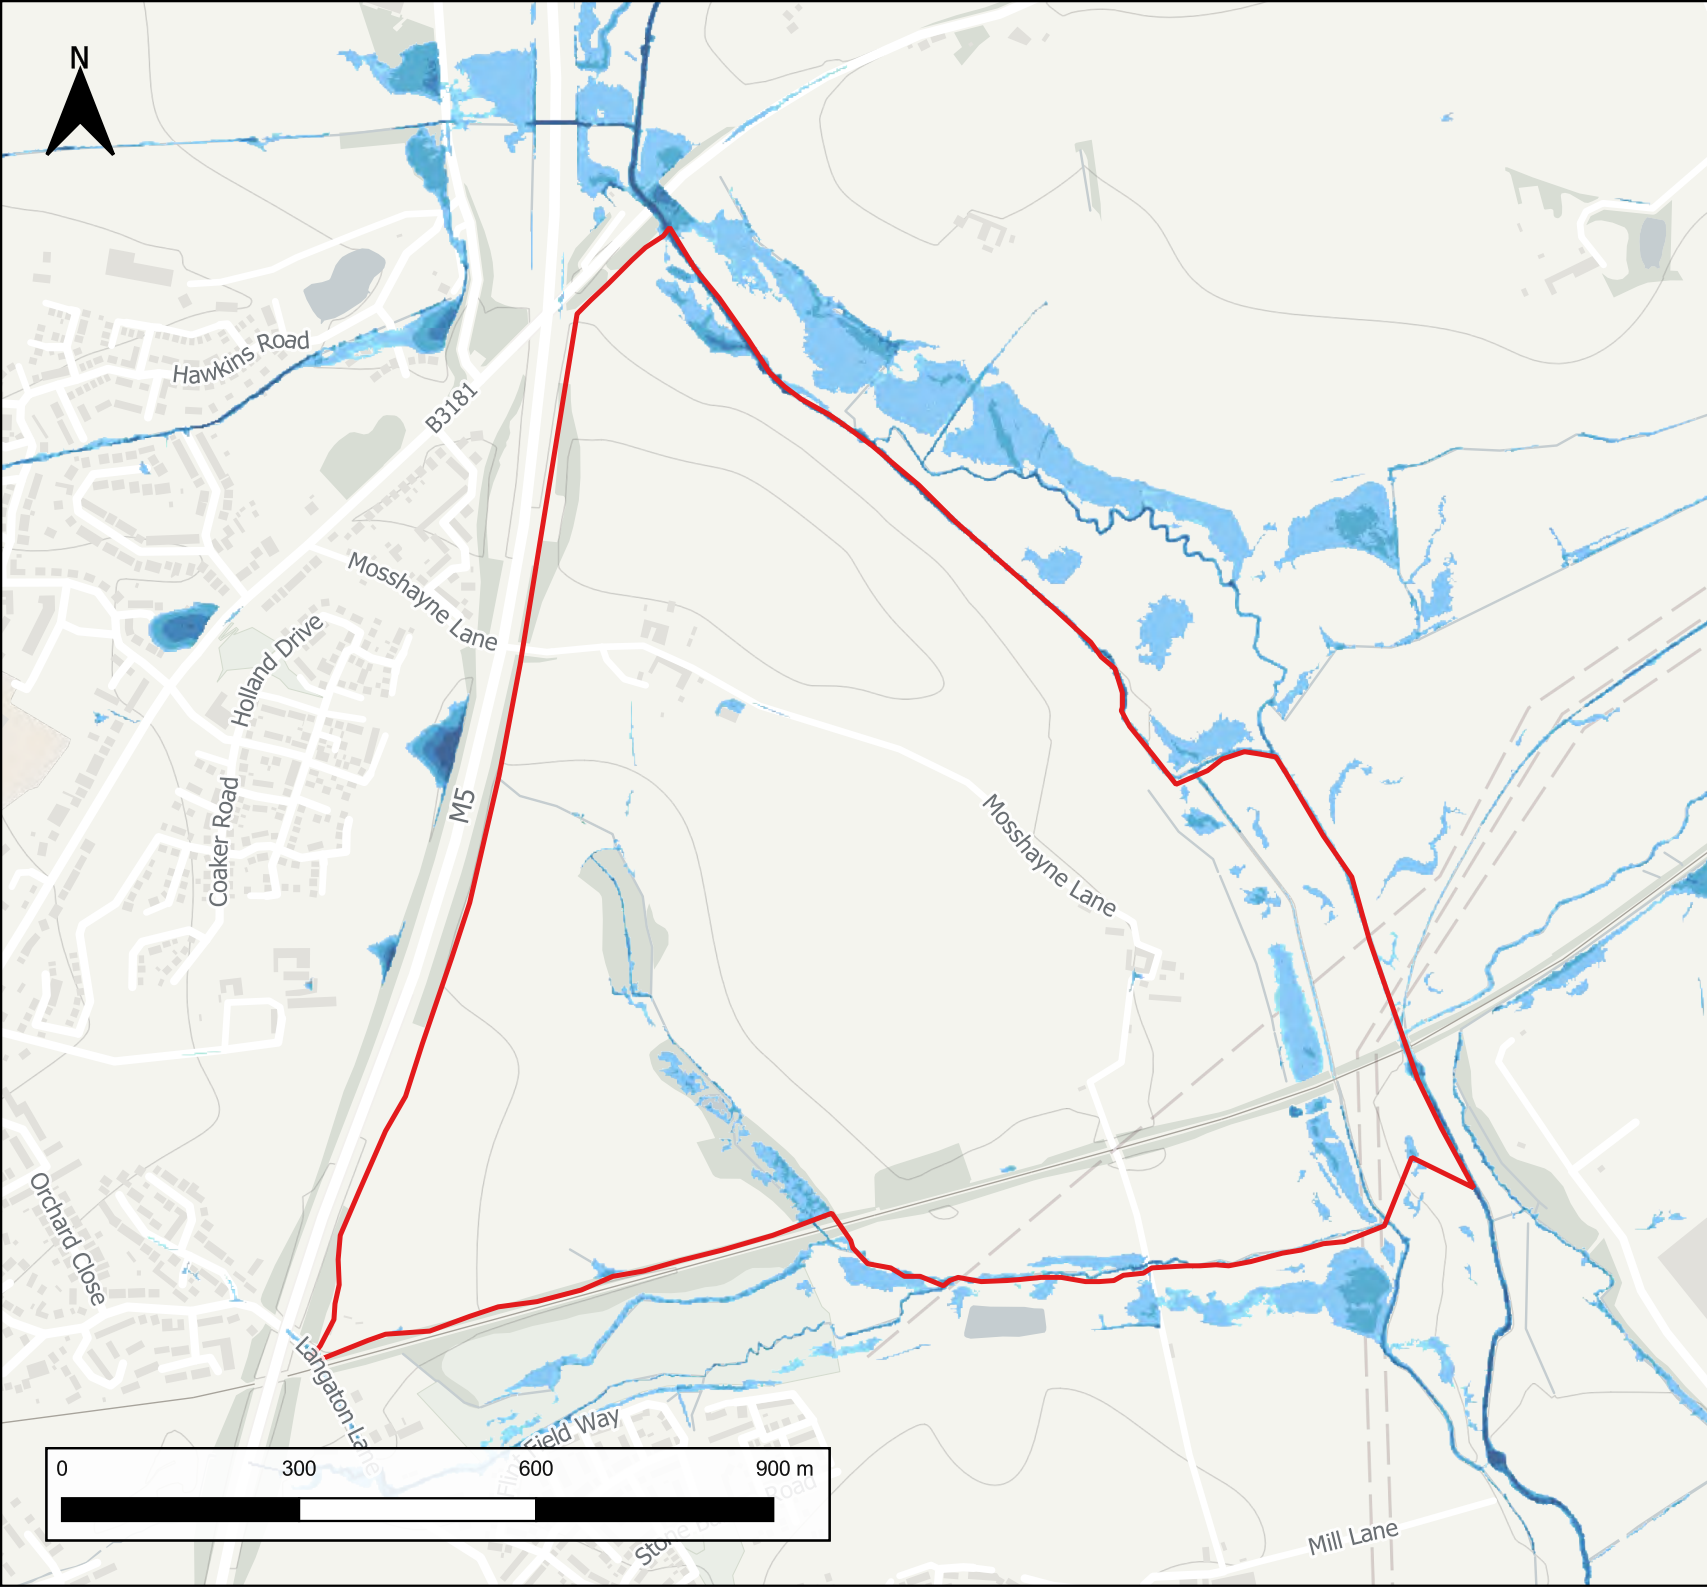 N
Hawkins Road
B3181
Mosshayne Lane
Holland Drive
M5
Coaker Road
Mosshayne Lane
Orchard Close
Langaton Lane
Field Way
Road
Mill Lane
0 300 600 900 m